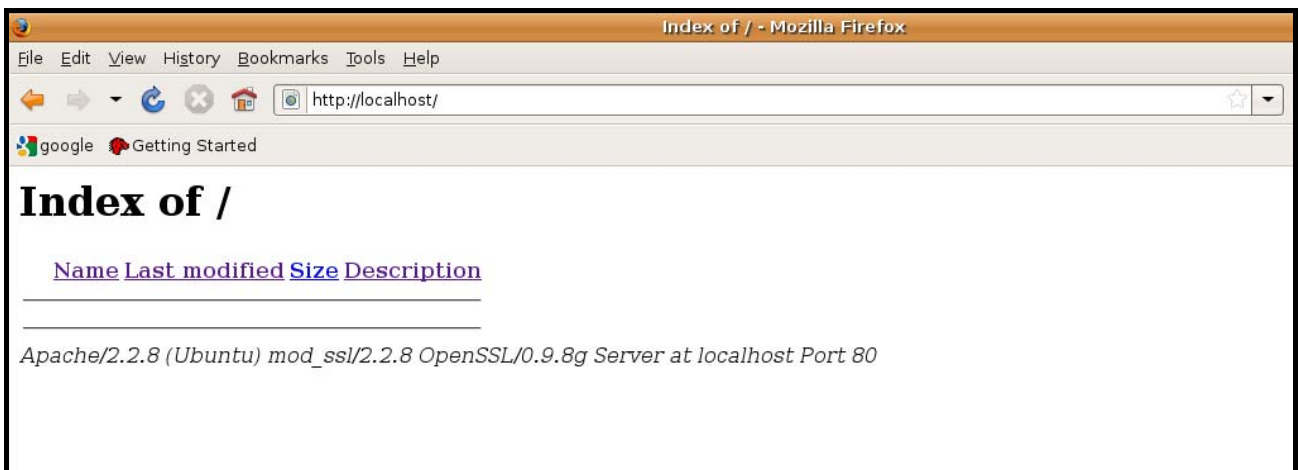 Index of / - Mozilla Firefox
File Edit View History Bookmarks Tools Help
http://localhost/
google Getting Started
Index of /
Name Last modified Size Description
Apache/2.2.8 (Ubuntu) mod_ssl/2.2.8 OpenSSL/0.9.8g Server at localhost Port 80